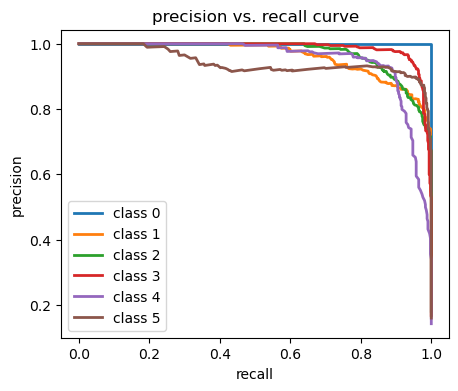 precision vs. recall curve
precision
1.0
0.8
0.6
0.4
0.2
class 0
class 1
class 2
class 3
class 4
class 5
0.0 0.2 0.4 0.6 0.8 1.0
recall